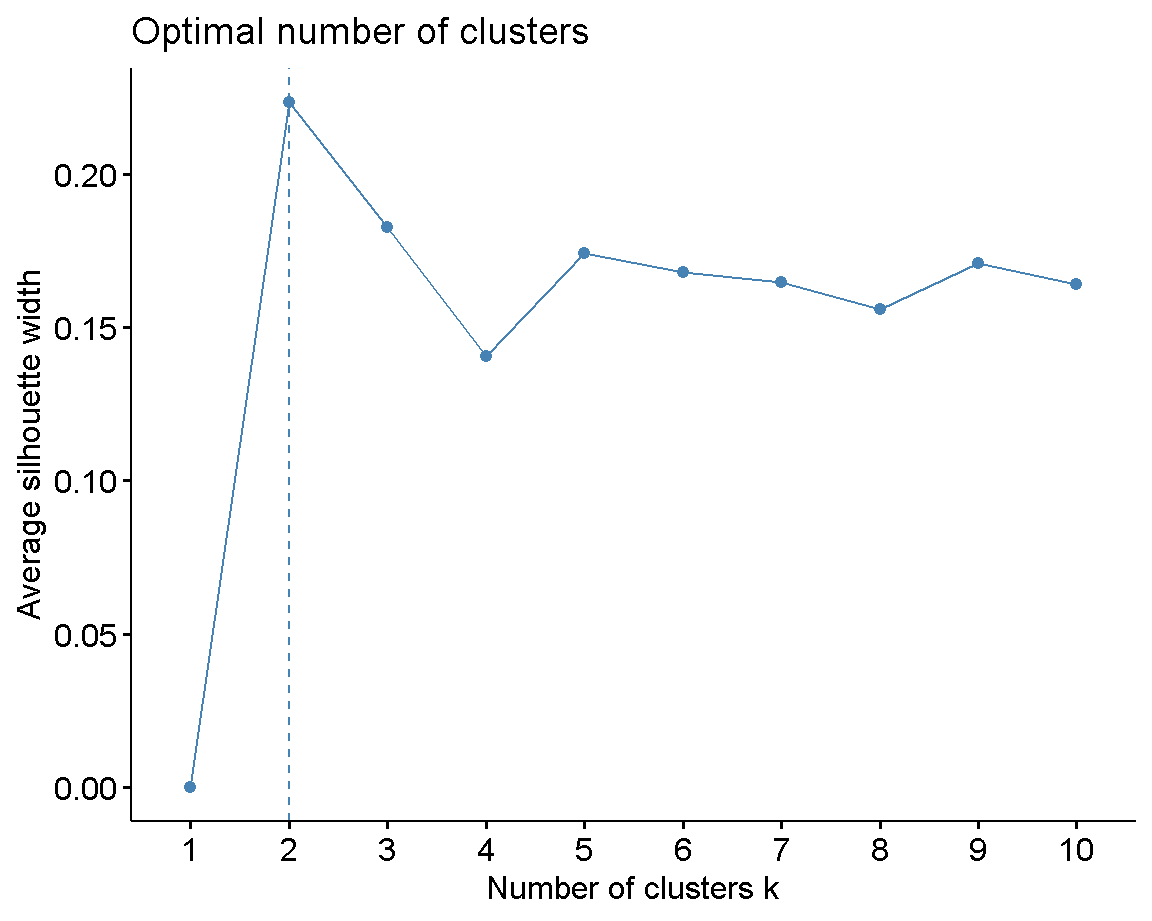 Optimal number of clusters
Average silhouette width
0.20
0.15
0.10
0.05
0.00
1 2 3 4 5 6 7 8 9 10
Number of clusters k